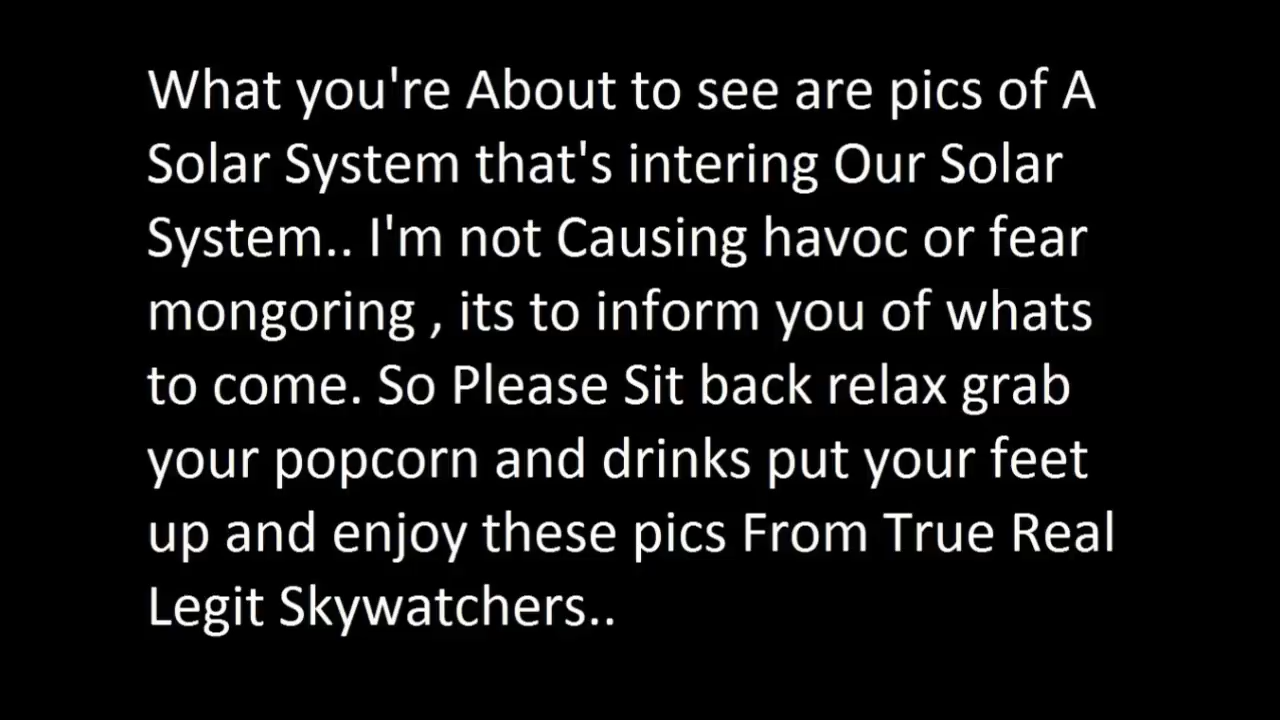 What you're About to see are pics of A
Solar System that's intering Our Solar
System.. I'm not Causing havoc or fear
mongoring , its to inform you of whats
to come. So Please Sit back relax grab
your popcorn and drinks put your feet
up and enjoy these pics From True Real
Legit Skywatchers..